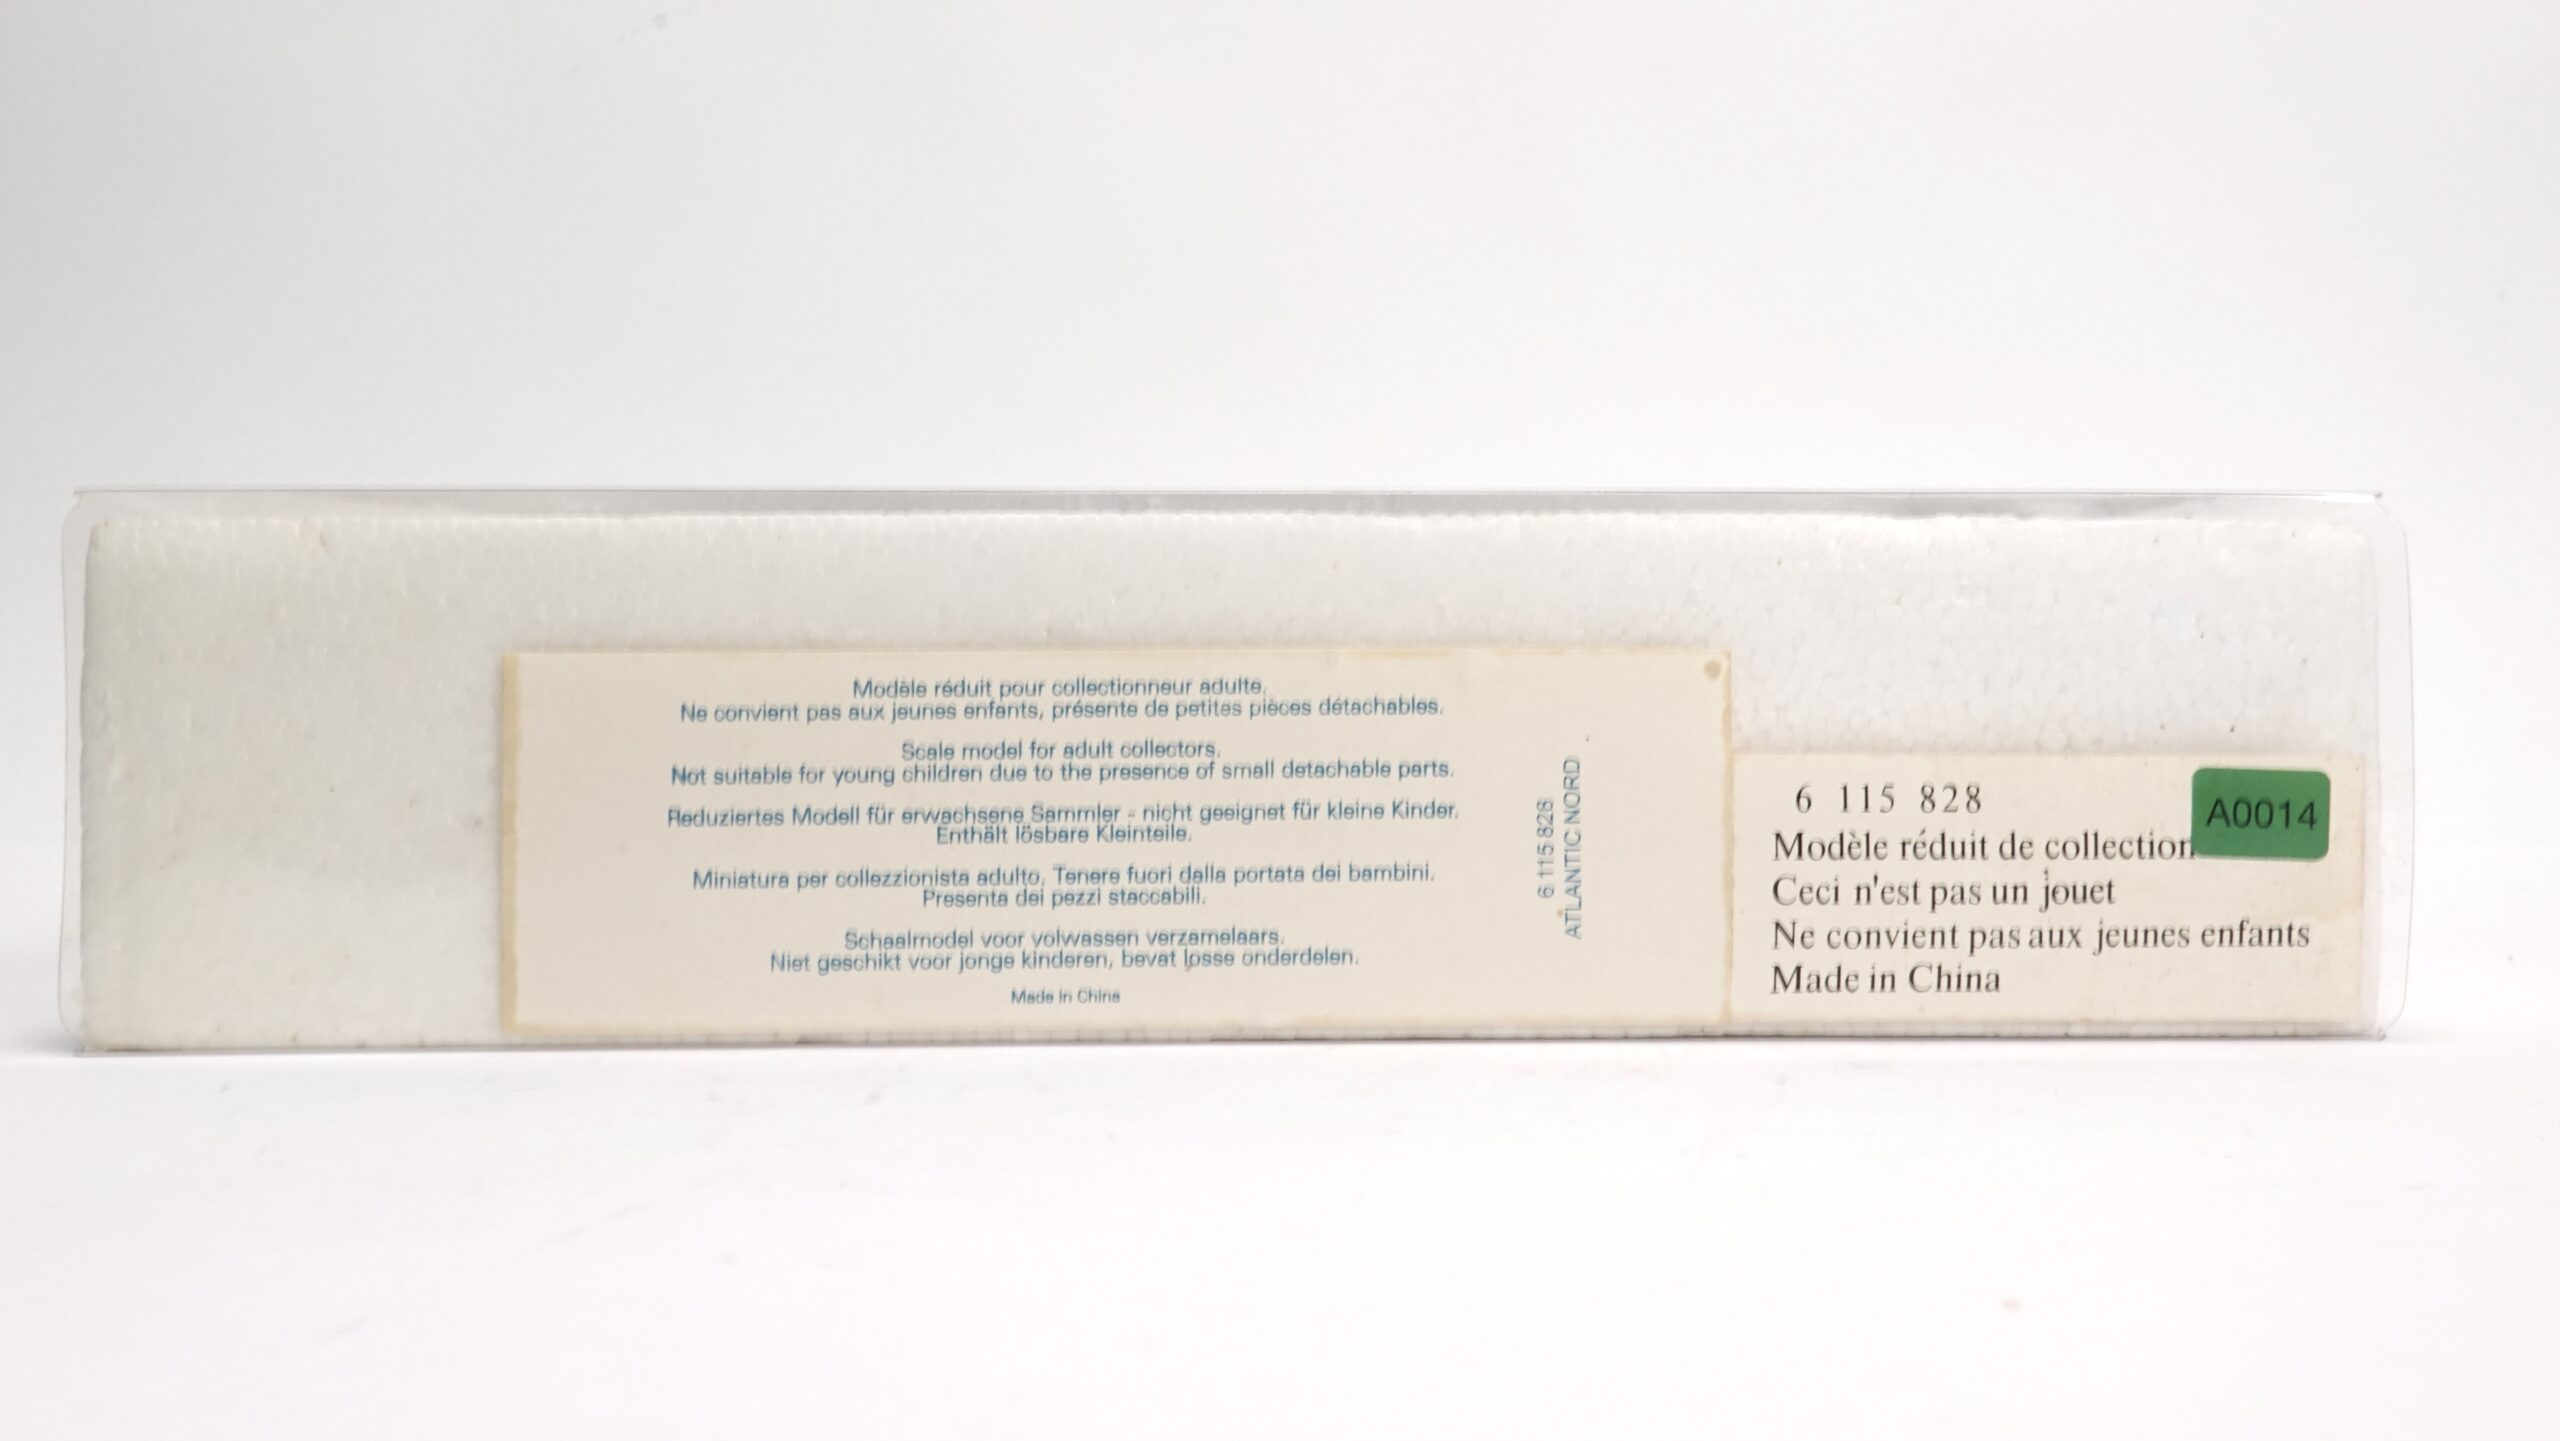 Modèle réduit pour collectionneur adulte.
Ne convient pas aux jeunes enfants, présente de petites pièces détachables.
Scale model for adult collectors.
Not suitable for young children due to the presence of small detachable parts.
Reduziertes Modell für erwachsene Sammler - nicht geeignet für kleine Kinder.
Enthält lösbare Kleinteile.
Miniatura per collezzionista adulto. Tenere fuori dalla portata dei bambini.
Presenta dei pezzi staccabili.
Schaalmodel voor volwassen verzamelaars.
Niet geschikt voor jonge kinderen, bevat losse onderdelen.
Made in China
6 115 828
ATLANTIC NORD
6 115 828
Modèle réduit de collection
Ceci n'est pas un jouet
Ne convient pas aux jeunes enfants
Made in China
A0014